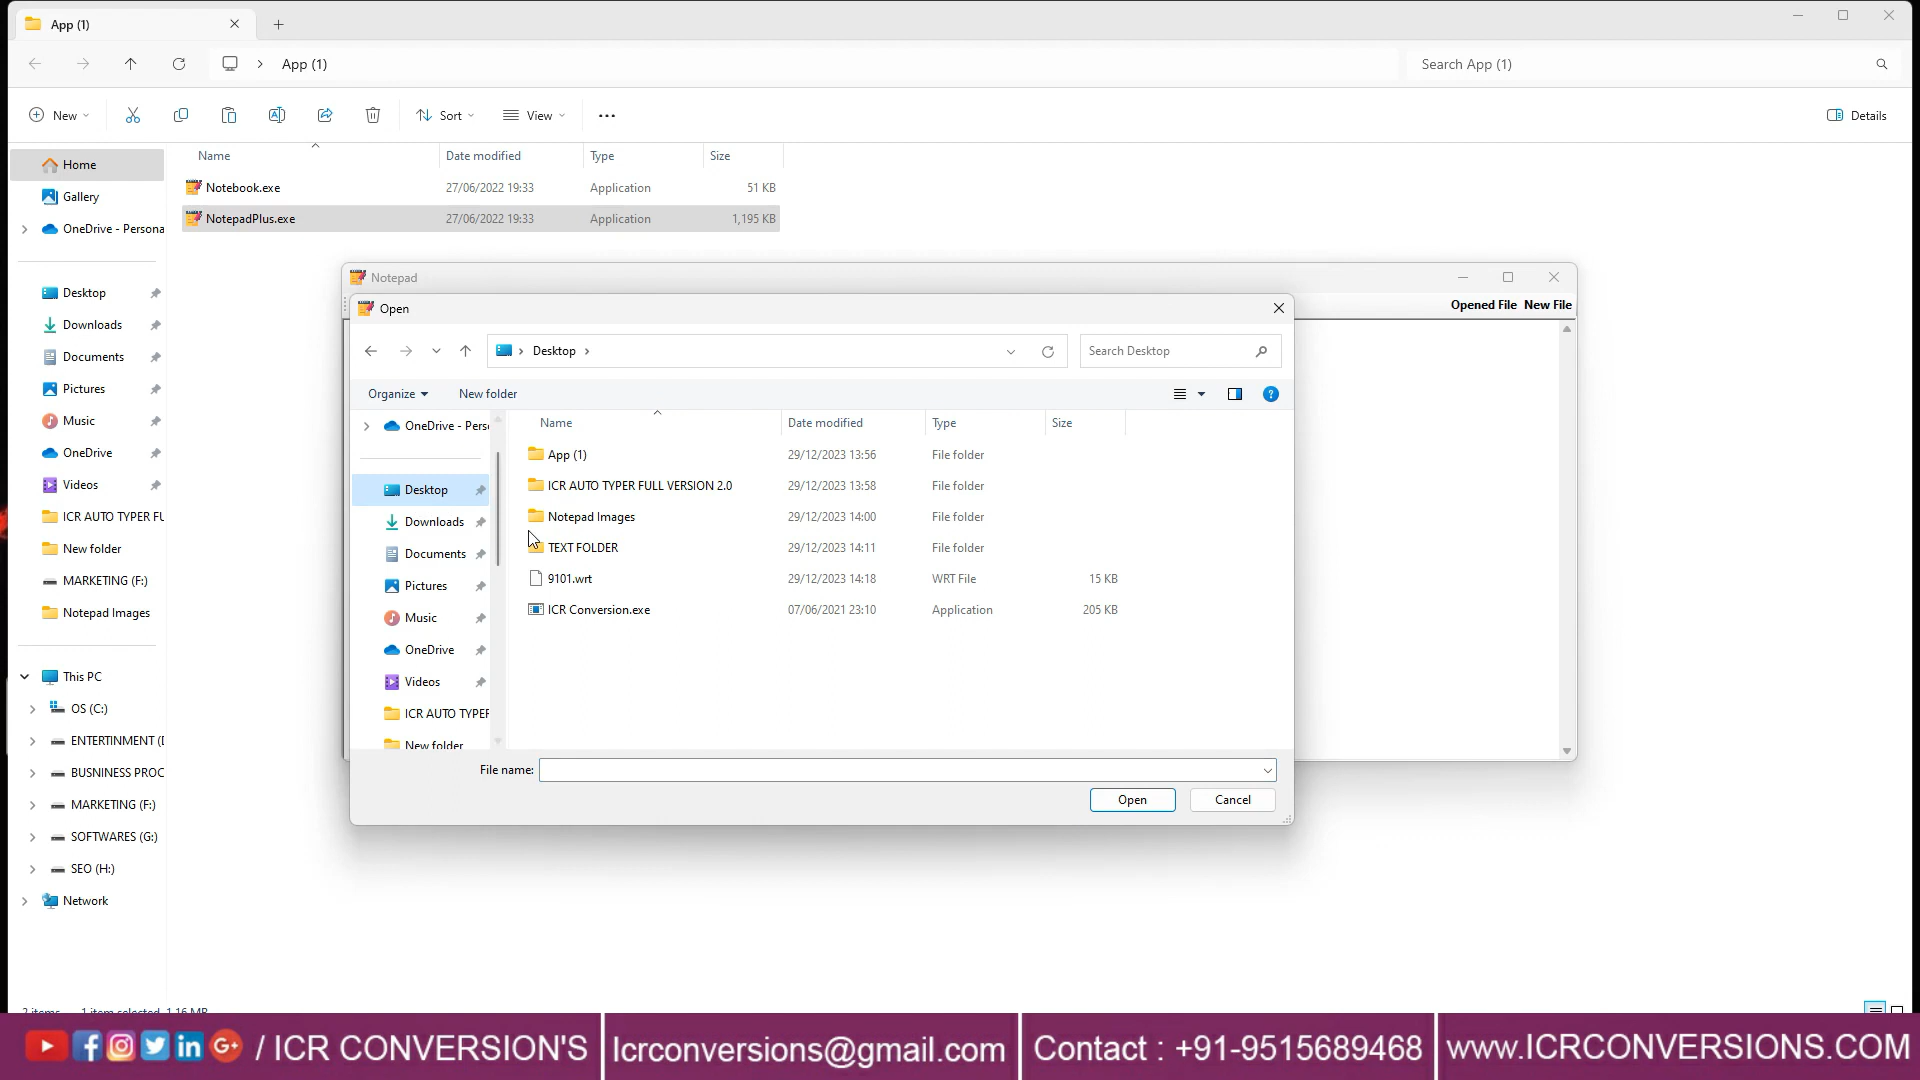 App (1)
App (1)
Search App (1)
New
Sort
View
Details
Name Date modified Type Size
Notebook.exe 27/06/2022 19:33 Application 51 KB
NotepadPlus.exe 27/06/2022 19:33 Application 1,195 KB
Home
Gallery
OneDrive - Persona
Desktop
Downloads
Documents
Pictures
Music
OneDrive
Videos
ICR AUTO TYPER FU
New folder
MARKETING (F:)
Notepad Images
This PC
OS (C:)
ENTERTINMENT (D
BUSNINESS PROC
MARKETING (F:)
SOFTWARES (G:)
SEO (H:)
Network
2 items 1 item selected 1.16 MB
Notepad
Opened File New File
Open
Desktop
Search Desktop
Organize New folder
Name Date modified Type Size
OneDrive - Perso
Desktop
Downloads
Documents
Pictures
Music
OneDrive
Videos
ICR AUTO TYPER
New folder
App (1) 29/12/2023 13:56 File folder
ICR AUTO TYPER FULL VERSION 2.0 29/12/2023 13:58 File folder
Notepad Images 29/12/2023 14:00 File folder
TEXT FOLDER 29/12/2023 14:11 File folder
9101.wrt 29/12/2023 14:18 WRT File 15 KB
ICR Conversion.exe 07/06/2021 23:10 Application 205 KB
File name:
Open Cancel
/ ICR CONVERSION'S
Icrconversions@gmail.com
Contact : +91-9515689468
www.ICRCONVERSIONS.COM